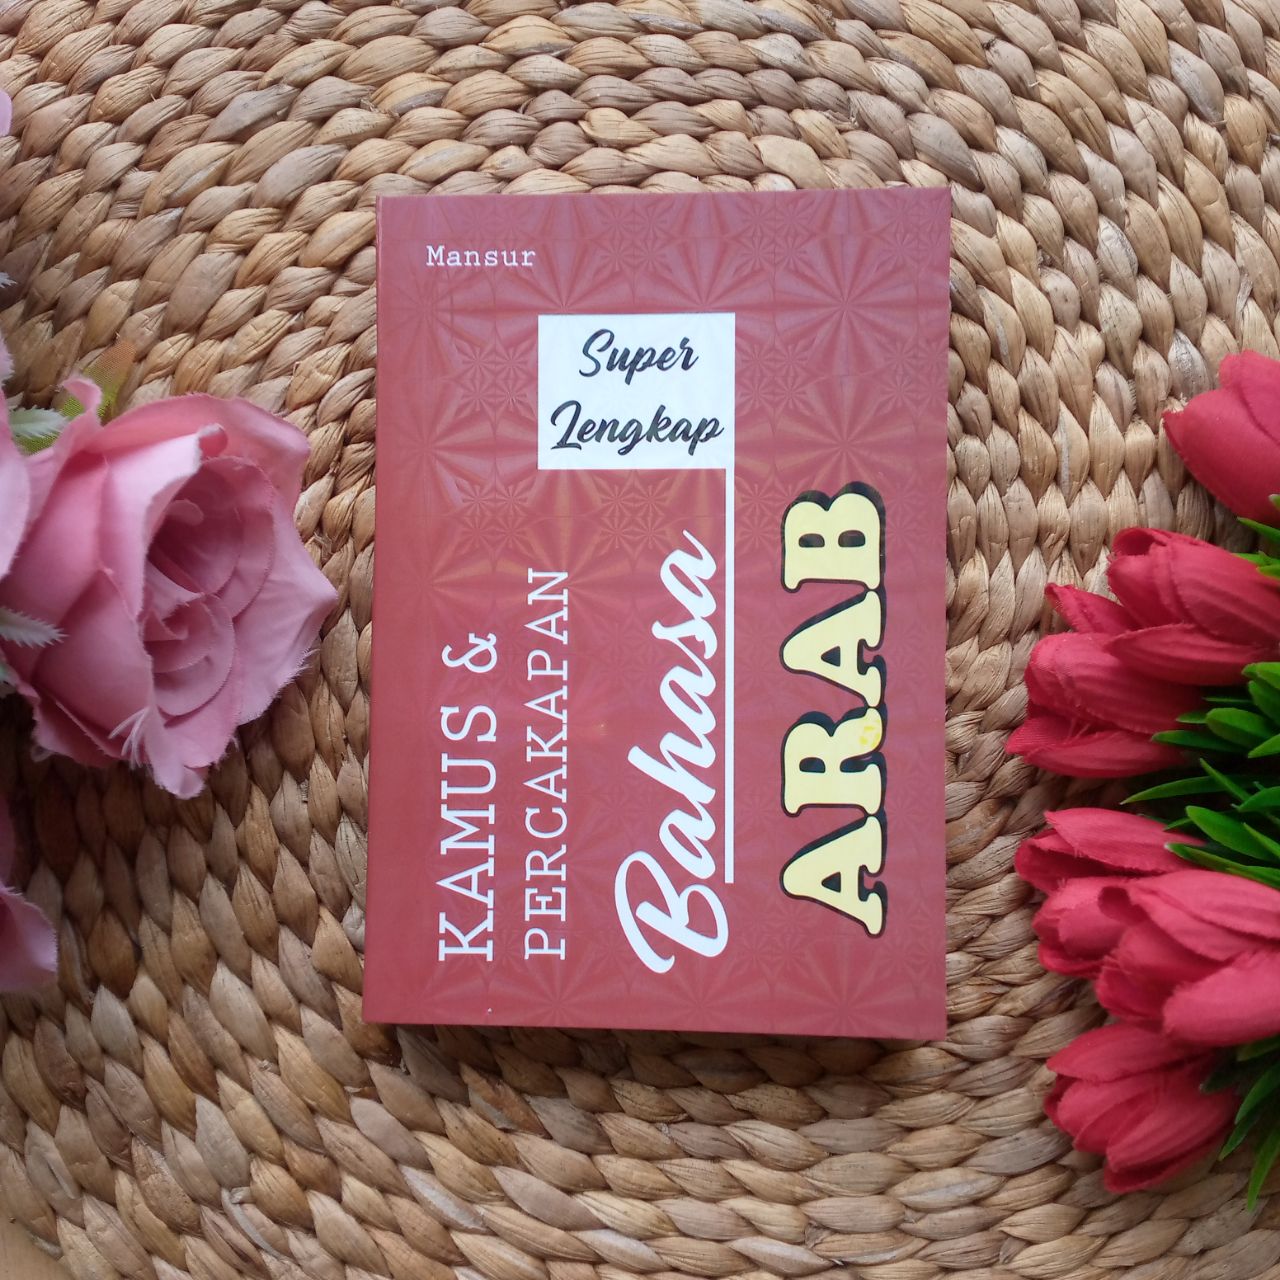 Mansur
Super
Lengkap
KAMUS &
PERCAKAPAN
Bahasa
ARAB